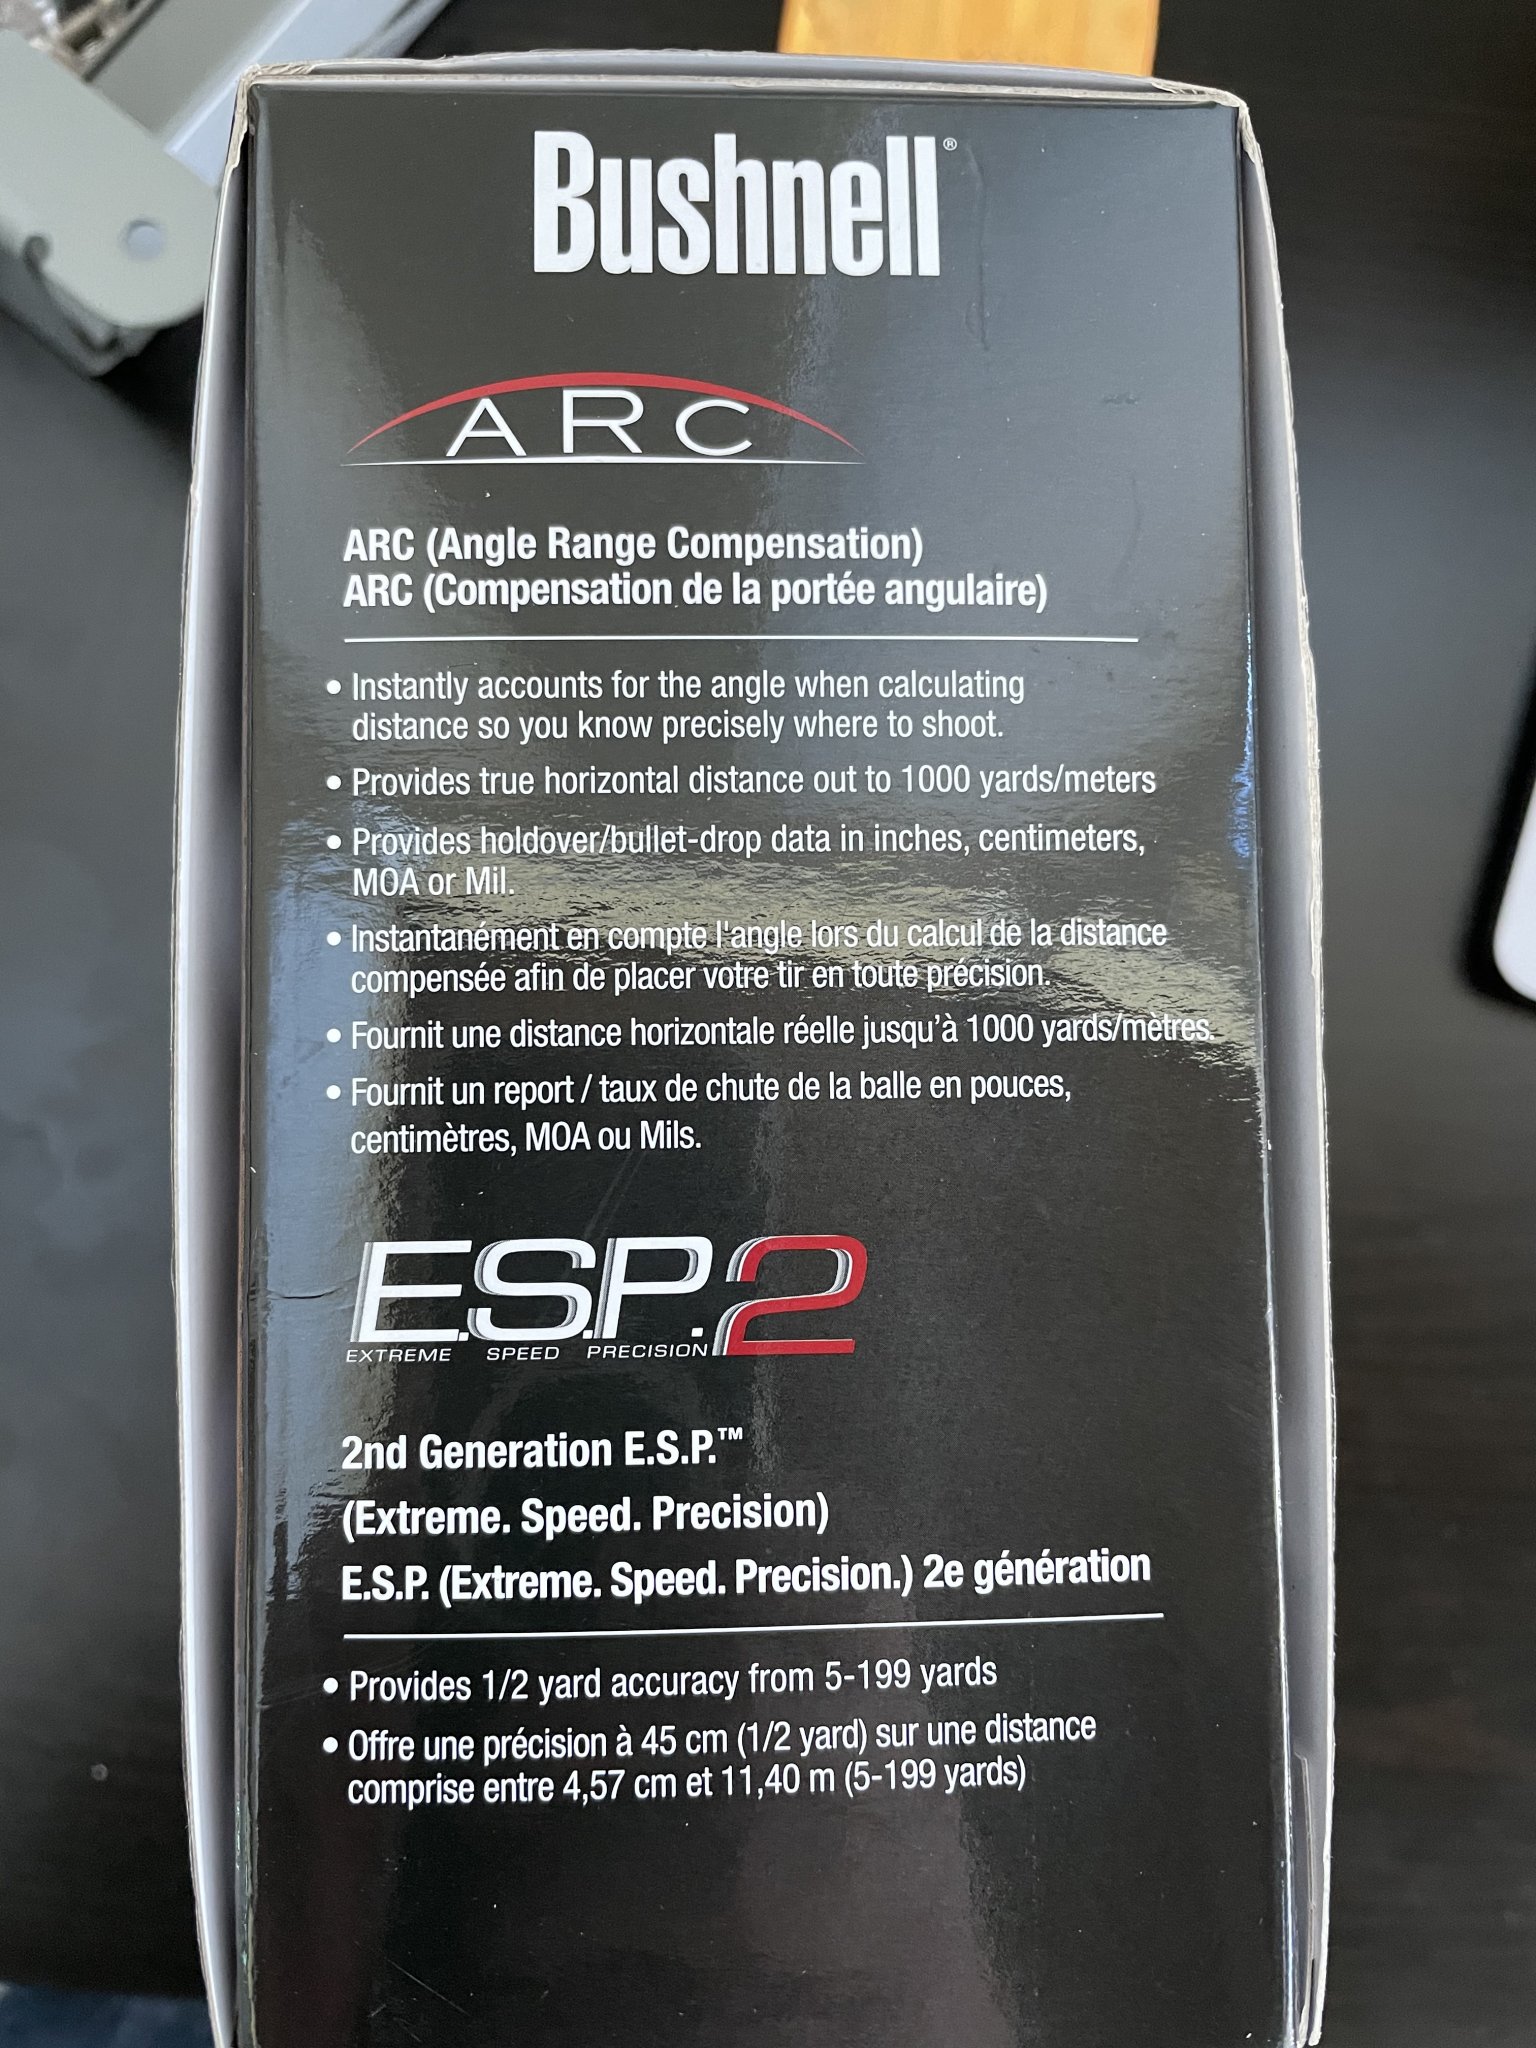 Bushnell®
ARC
ARC (Angle Range Compensation)
ARC (Compensation de la portée angulaire)
• Instantly accounts for the angle when calculating
distance so you know precisely where to shoot.
• Provides true horizontal distance out to 1000 yards/meters
• Provides holdover/bullet-drop data in inches, centimeters,
MOA or Mil.
• Instantanément en compte l'angle lors du calcul de la distance
compensée afin de placer votre tir en toute précision.
• Fournit une distance horizontale réelle jusqu'à 1000 yards/mètres.
• Fournit un report / taux de chute de la balle en pouces,
centimètres, MOA ou Mils.
E.S.P.2
EXTREME SPEED PRECISION
2nd Generation E.S.P.™
(Extreme. Speed. Precision)
E.S.P. (Extreme. Speed. Precision.) 2e génération
• Provides 1/2 yard accuracy from 5-199 yards
• Offre une précision à 45 cm (1/2 yard) sur une distance
comprise entre 4,57 cm et 11,40 m (5-199 yards)